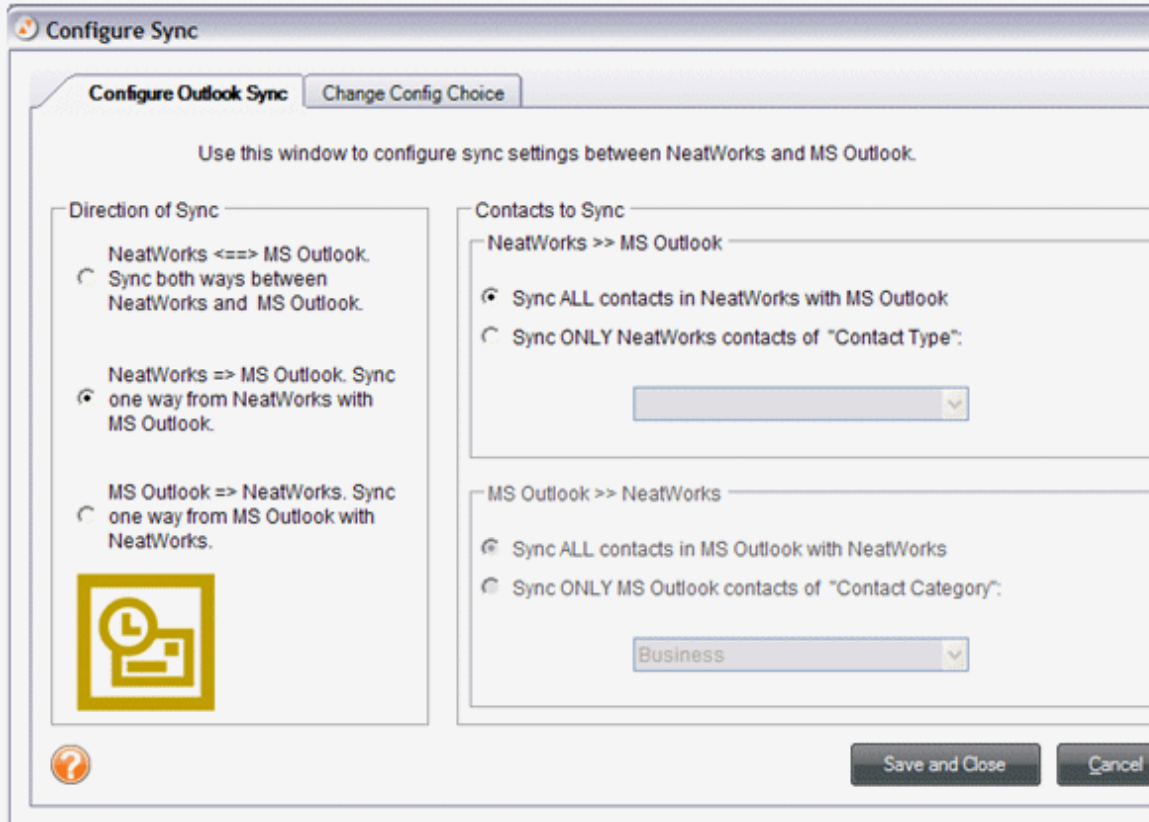 Configure Sync
Configure Outlook Sync
Change Config Choice
Use this window to configure sync settings between NeatWorks and MS Outlook.
Direction of Sync
NeatWorks <==> MS Outlook.
Sync both ways between
NeatWorks and  MS Outlook.
NeatWorks => MS Outlook. Sync
one way from NeatWorks with
MS Outlook.
MS Outlook => NeatWorks. Sync
one way from MS Outlook with
NeatWorks.
Contacts to Sync
NeatWorks >> MS Outlook
Sync ALL contacts in NeatWorks with MS Outlook
Sync ONLY NeatWorks contacts of  "Contact Type":
MS Outlook >> NeatWorks
Sync ALL contacts in MS Outlook with NeatWorks
Sync ONLY MS Outlook contacts of  "Contact Category":
Business
?
Save and Close
Cancel